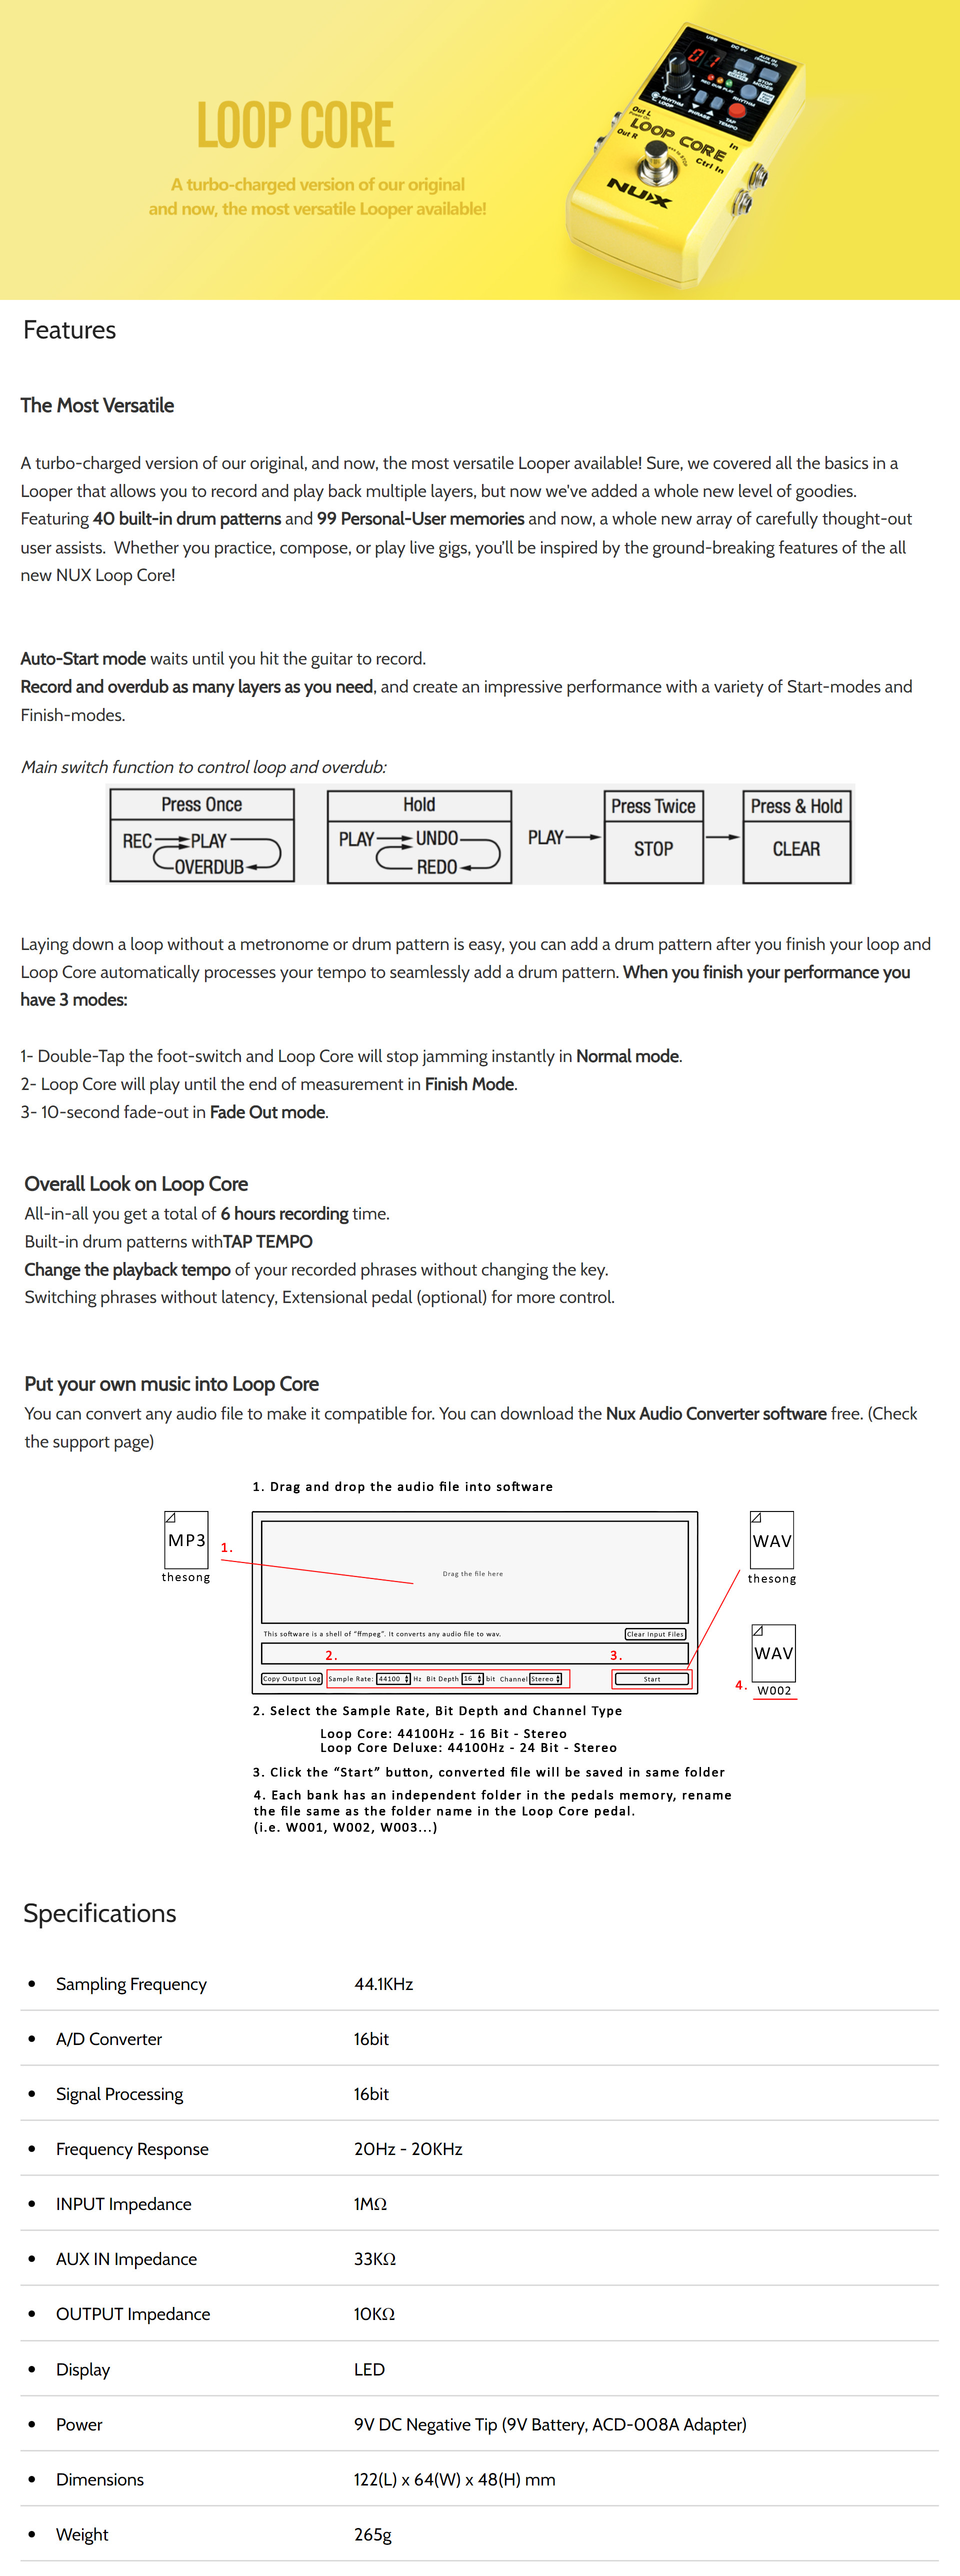 LOOP CORE
A turbo-charged version of our original
and now, the most versatile Looper available!
USB
DC 9V
AUX IN
01
STOP MODES
REC DUB PLAY
RHYTHM
RHYTHM
LOOP
PHRASE
TAP
TEMPO
Out L
Out R
LOOP CORE
In
Ctrl In
NUX
Features
The Most Versatile
A turbo-charged version of our original, and now, the most versatile Looper available! Sure, we covered all the basics in a
Looper that allows you to record and play back multiple layers, but now we've added a whole new level of goodies.
Featuring 40 built-in drum patterns and 99 Personal-User memories and now, a whole new array of carefully thought-out
user assists. Whether you practice, compose, or play live gigs, you'll be inspired by the ground-breaking features of the all
new NUX Loop Core!
Auto-Start mode waits until you hit the guitar to record.
Record and overdub as many layers as you need, and create an impressive performance with a variety of Start-modes and
Finish-modes.
Main switch function to control loop and overdub:
Press Once
REC PLAY
OVERDUB
Hold
PLAY UNDO
REDO
PLAY
Press Twice
STOP
Press & Hold
CLEAR
Laying down a loop without a metronome or drum pattern is easy, you can add a drum pattern after you finish your loop and
Loop Core automatically processes your tempo to seamlessly add a drum pattern. When you finish your performance you
have 3 modes:
1- Double-Tap the foot-switch and Loop Core will stop jamming instantly in Normal mode.
2- Loop Core will play until the end of measurement in Finish Mode.
3- 10-second fade-out in Fade Out mode.
Overall Look on Loop Core
All-in-all you get a total of 6 hours recording time.
Built-in drum patterns withTAP TEMPO
Change the playback tempo of your recorded phrases without changing the key.
Switching phrases without latency, Extensional pedal (optional) for more control.
Put your own music into Loop Core
You can convert any audio file to make it compatible for. You can download the Nux Audio Converter software free. (Check
the support page)
1. Drag and drop the audio file into software
MP3
thesong
1.
Drag the file here
This software is a shell of "ffmpeg". It converts any audio file to wav.
Clear Input Files
2.
3.
Copy Output Log
Sample Rate: 44100 Hz Bit Depth 16 bit Channel Stereo
Start
WAV
thesong
WAV
4.
W002
2. Select the Sample Rate, Bit Depth and Channel Type
Loop Core: 44100Hz - 16 Bit - Stereo
Loop Core Deluxe: 44100Hz - 24 Bit - Stereo
3. Click the “Start” button, converted file will be saved in same folder
4. Each bank has an independent folder in the pedals memory, rename
the file same as the folder name in the Loop Core pedal.
(i.e. W001, W002, W003...)
Specifications
• Sampling Frequency 44.1KHz
• A/D Converter 16bit
• Signal Processing 16bit
• Frequency Response 20Hz - 20KHz
• INPUT Impedance 1MΩ
• AUX IN Impedance 33KΩ
• OUTPUT Impedance 10KΩ
• Display LED
• Power 9V DC Negative Tip (9V Battery, ACD-008A Adapter)
• Dimensions 122(L) x 64(W) x 48(H) mm
• Weight 265g